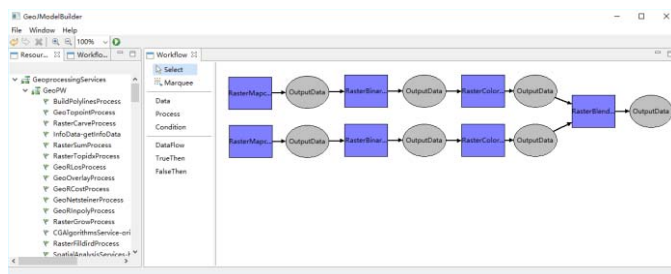 GeoJModelBuilder
File Window Help
100%
Resour...
Workflo...
Workflow
GeoprocessingServices
GeoPW
BuildPolylinesProcess
GeoTopointProcess
RasterCarveProcess
InfoData-getInfoData
RasterSumProcess
RasterTopidxProcess
GeoRLosProcess
GeoOverlayProcess
GeoRCostProcess
GeoNetsteinerProcess
GeoRInpolyProcess
RasterGrowProcess
CGAlgorithmsService-ori
RasterFilldirdProcess
Select
Marquee
Data
Process
Condition
DataFlow
TrueThen
FalseThen
RasterMapc... OutputData RasterBinar... OutputData RasterColor... OutputData
RasterBlend... OutputData
RasterMapc... OutputData RasterBinar... OutputData RasterColor... OutputData